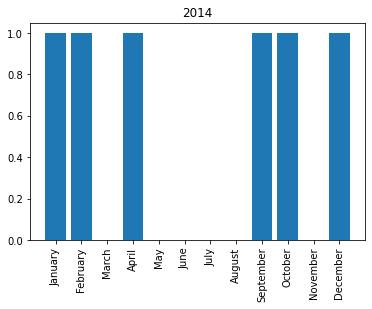 2014
1.0
0.8
0.6
0.4
0.2
0.0
January
February
March
April
May
June
July
August
September
October
November
December